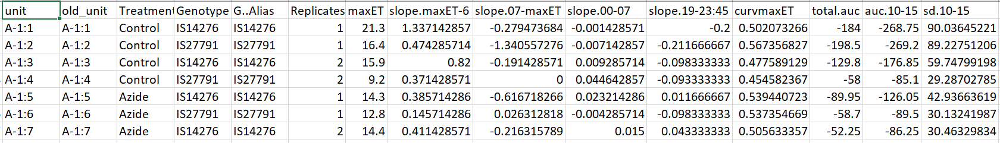 unit old_unit Treatment Genotype G..Alias Replicates maxET slope.maxET-6 slope.07-maxET slope.00-07 slope.19-23:45 curvmaxET total.auc auc.10-15 sd.10-15
A-1:1 A-1:1 Control IS14276 IS14276 1 21.3 1.337142857 -0.279473684 -0.001428571 -0.2 0.502073266 -184 -268.75 90.03645221
A-1:2 A-1:2 Control IS27791 IS27791 1 16.4 0.474285714 -1.340557276 -0.007142857 -0.211666667 0.567356827 -198.5 -269.2 89.22751206
A-1:3 A-1:3 Control IS14276 IS14276 2 15.9 0.82 -0.191428571 0.009285714 -0.098333333 0.477589129 -129.8 -176.85 59.74799198
A-1:4 A-1:4 Control IS27791 IS27791 2 9.2 0.371428571 0 0.044642857 -0.093333333 0.454582367 -58 -85.1 29.28702785
A-1:5 A-1:5 Azide IS14276 IS14276 1 14.3 0.385714286 -0.616718266 0.023214286 0.011666667 0.539440723 -89.95 -126.05 42.93663619
A-1:6 A-1:6 Azide IS27791 IS27791 1 12.8 0.145714286 0.026312818 -0.004285714 -0.098333333 0.537354669 -58.7 -89.5 30.13241987
A-1:7 A-1:7 Azide IS14276 IS14276 2 14.4 0.411428571 -0.216315789 0.015 0.043333333 0.505633357 -52.25 -86.25 30.46329834